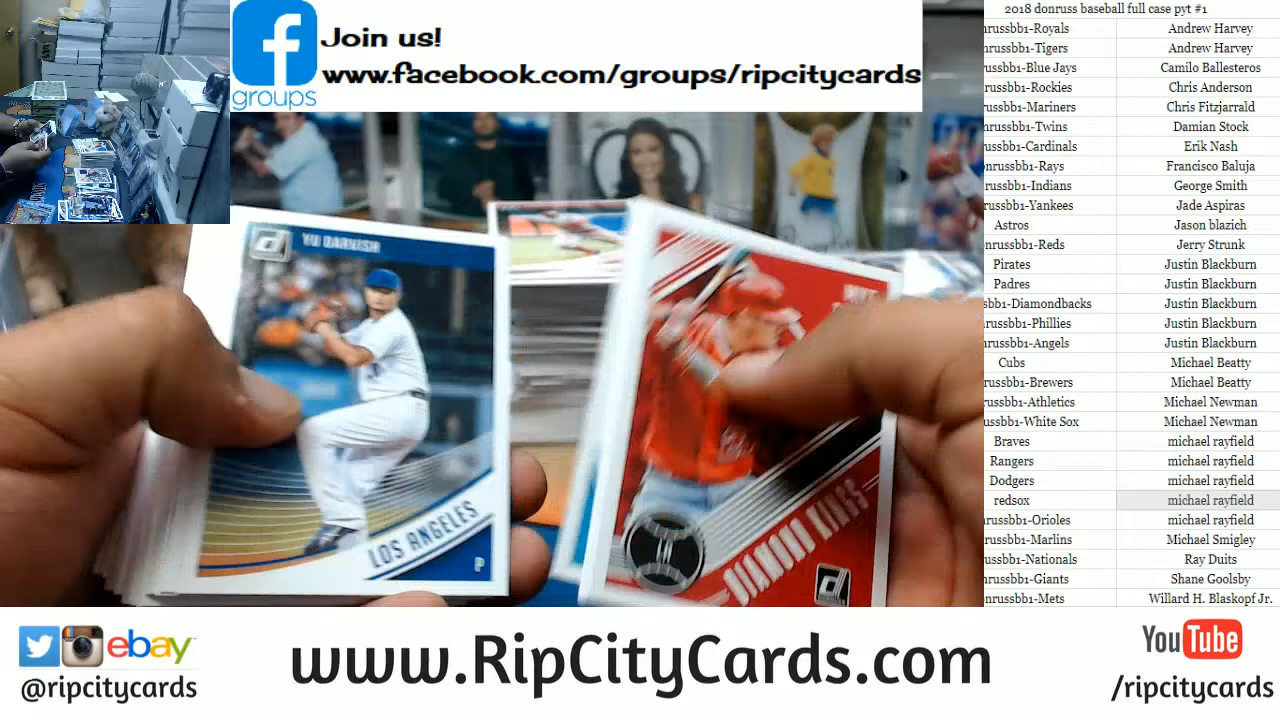 Join us!
www.facebook.com/groups/ripcitycards
groups
2018 donruss baseball full case pyt #1
nrussbb1-Royals Andrew Harvey
nrussbb1-Tigers Andrew Harvey
russbb1-Blue Jays Camilo Ballesteros
nrussbb1-Rockies Chris Anderson
russbb1-Mariners Chris Fitzjarrald
nrussbb1-Twins Damian Stock
russbb1-Cardinals Erik Nash
onrussbb1-Rays Francisco Baluja
nrussbb1-Indians George Smith
russbb1-Yankees Jade Aspiras
Astros Jason blazich
onrussbb1-Reds Jerry Strunk
Pirates Justin Blackburn
Padres Justin Blackburn
sbb1-Diamondbacks Justin Blackburn
nrussbb1-Phillies Justin Blackburn
nrussbb1-Angels Justin Blackburn
Cubs Michael Beatty
nrussbb1-Brewers Michael Beatty
russbb1-Athletics Michael Newman
ussbb1-White Sox Michael Newman
Braves michael rayfield
Rangers michael rayfield
Dodgers michael rayfield
redsox michael rayfield
nrussbb1-Orioles michael rayfield
nrussbb1-Marlins Michael Smigley
russbb1-Nationals Ray Duits
nrussbb1-Giants Shane Goolsby
onrussbb1-Mets Willard H. Blaskopf Jr.
YU DARVISH
LOS ANGELES
P
DIAMOND KINGS
ebay
@ripcitycards
www.RipCityCards.com
YouTube
/ripcitycards